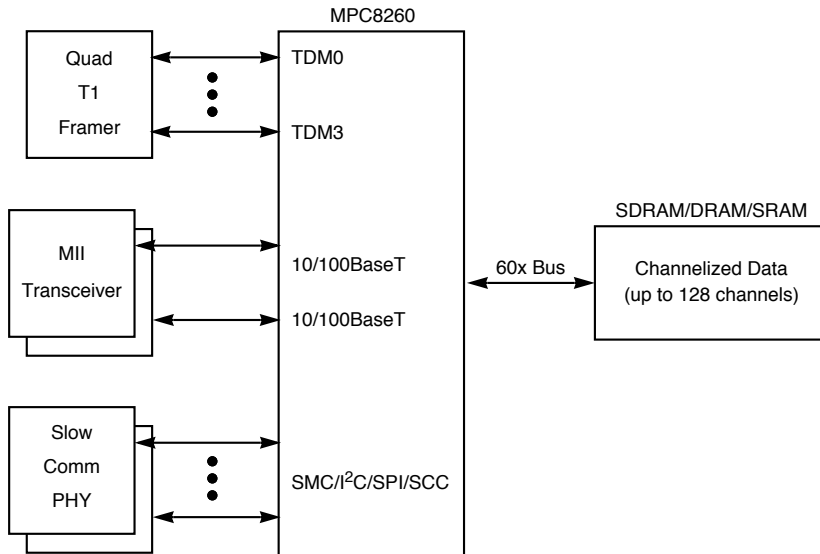 MPC8260
Quad
T1
Framer
TDM0
TDM3
MII
Transceiver
10/100BaseT
10/100BaseT
Slow
Comm
PHY
SMC/I²C/SPI/SCC
60x Bus
SDRAM/DRAM/SRAM
Channelized Data
(up to 128 channels)